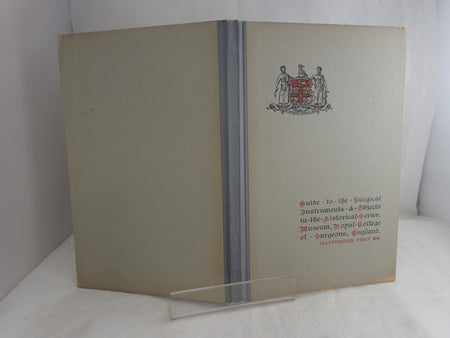 Guide - to - the - Surgical
Instruments - & - Objects
in - the - Historical - Series,
Museum, Royal - College
of - Surgeons, England.
ILLUSTRATED, PRICE